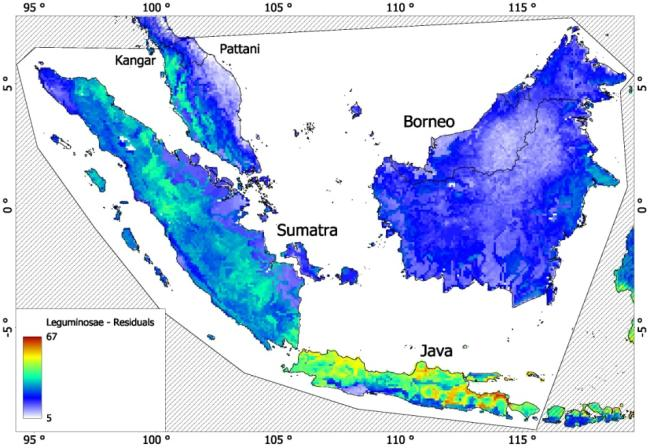 95 ° 100 ° 105 ° 110 ° 115 °
Kangar
Pattani
5 °
5 °
Borneo
0 °
0 °
Sumatra
Leguminosae - Residuals
67
5
Java
-5 °
-5 °
95 ° 100 ° 105 ° 110 ° 115 °